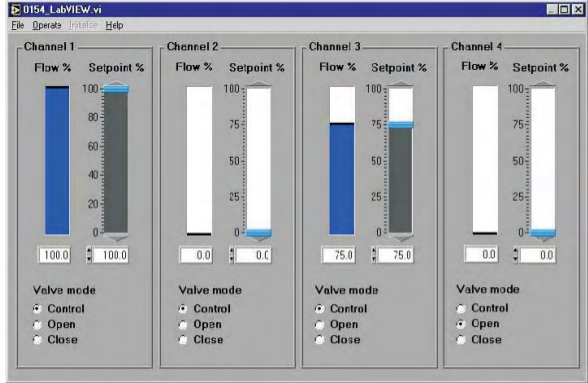 0154_LabVIEW.vi
File Operate Initialise Help
Channel 1
Flow % Setpoint %
100
80
60
40
20
0
100.0 100.0
Valve mode
Control
Open
Close
Channel 2
Flow % Setpoint %
100
75
50
25
0
0.0 0.0
Valve mode
Control
Open
Close
Channel 3
Flow % Setpoint %
100
75
50
25
0
75.0 75.0
Valve mode
Control
Open
Close
Channel 4
Flow % Setpoint %
100
75
50
25
0
0.0 0.0
Valve mode
Control
Open
Close